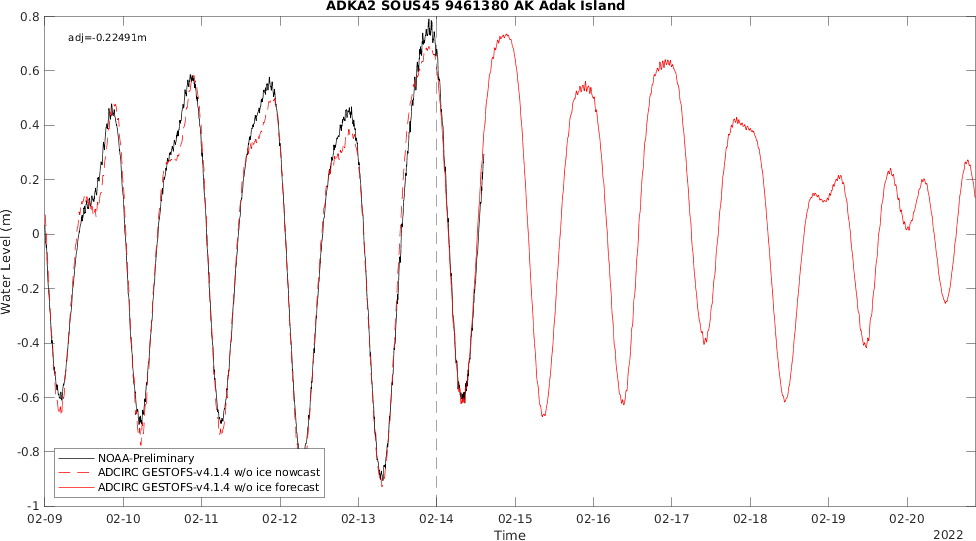 ADKA2 SOUS45 9461380 AK Adak Island
adj=-0.22491m
0.8
0.6
0.4
0.2
0
-0.2
-0.4
-0.6
-0.8
-1
Water Level (m)
NOAA-Preliminary
ADCIRC GESTOFS-v4.1.4 w/o ice nowcast
ADCIRC GESTOFS-v4.1.4 w/o ice forecast
02-09 02-10 02-11 02-12 02-13 02-14 02-15 02-16 02-17 02-18 02-19 02-20
Time
2022